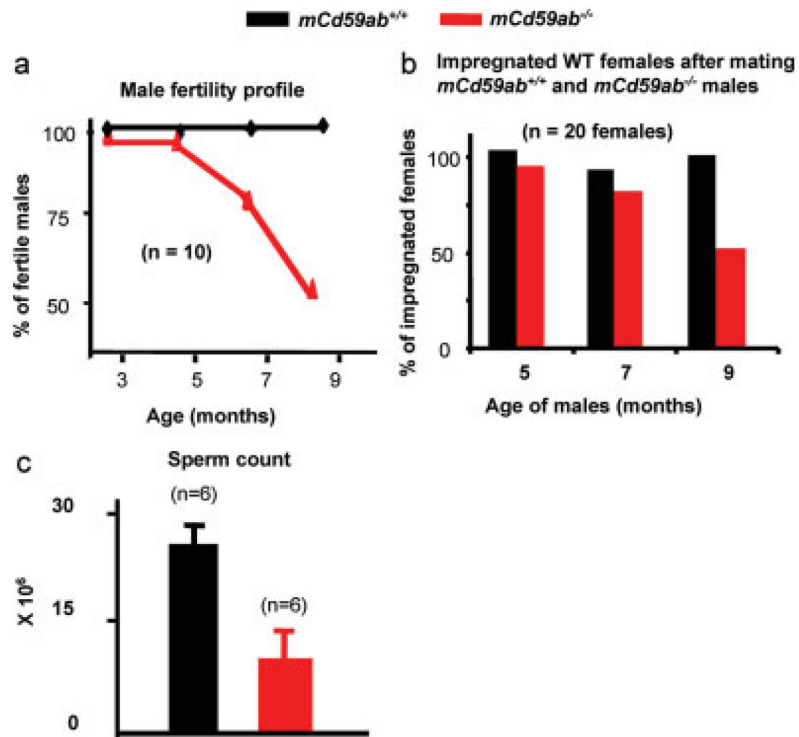 mCd59ab+/+ mCd59ab-/-
a
Male fertility profile
% of fertile males
100
75
50
(n = 10)
3 5 7 9
Age (months)
b
Impregnated WT females after mating
mCd59ab+/+ and mCd59ab-/- males
(n = 20 females)
% of impregnated females
100
50
0
5 7 9
Age of males (months)
c
Sperm count
X 10⁶
30
15
0
(n=6)
(n=6)